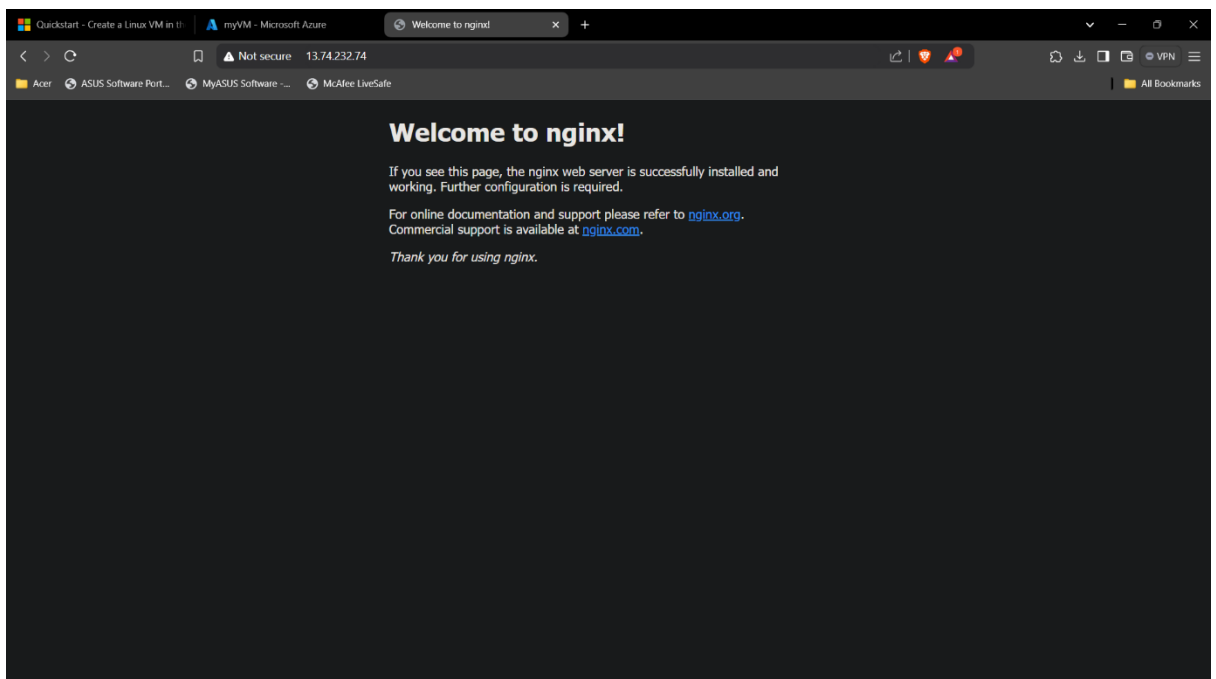 Quickstart - Create a Linux VM in th
myVM - Microsoft Azure
Welcome to nginx!
Not secure 13.74.232.74
VPN
Acer
ASUS Software Port...
MyASUS Software -...
McAfee LiveSafe
All Bookmarks
Welcome to nginx!
If you see this page, the nginx web server is successfully installed and
working. Further configuration is required.
For online documentation and support please refer to nginx.org.
Commercial support is available at nginx.com.
Thank you for using nginx.